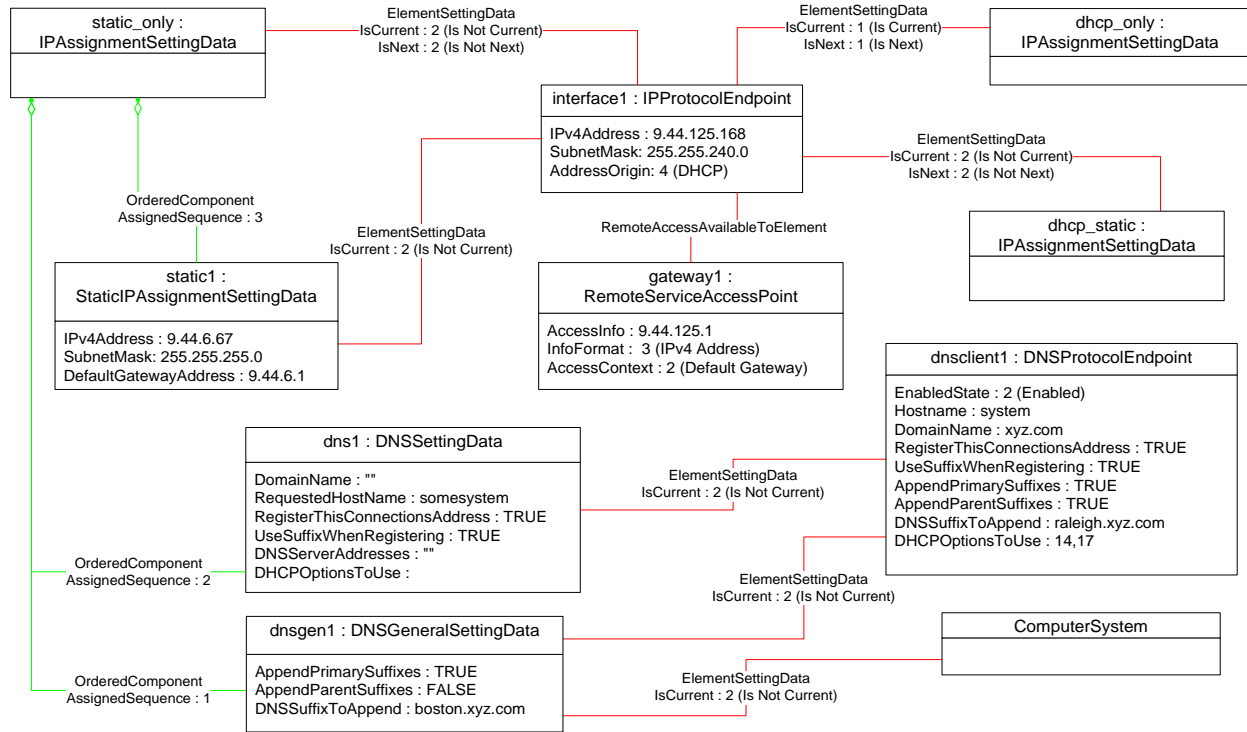 static_only :
IPAssignmentSettingData
ElementSettingData
IsCurrent : 2 (Is Not Current)
IsNext : 2 (Is Not Next)
ElementSettingData
IsCurrent : 1 (Is Current)
IsNext : 1 (Is Next)
dhcp_only :
IPAssignmentSettingData
interface1 : IPProtocolEndpoint
IPv4Address : 9.44.125.168
SubnetMask: 255.255.240.0
AddressOrigin: 4 (DHCP)
ElementSettingData
IsCurrent : 2 (Is Not Current)
IsNext : 2 (Is Not Next)
OrderedComponent
AssignedSequence : 3
ElementSettingData
IsCurrent : 2 (Is Not Current)
RemoteAccessAvailableToElement
dhcp_static :
IPAssignmentSettingData
static1 :
StaticIPAssignmentSettingData
IPv4Address : 9.44.6.67
SubnetMask: 255.255.255.0
DefaultGatewayAddress : 9.44.6.1
gateway1 :
RemoteServiceAccessPoint
AccessInfo : 9.44.125.1
InfoFormat : 3 (IPv4 Address)
AccessContext : 2 (Default Gateway)
dnsclient1 : DNSProtocolEndpoint
EnabledState : 2 (Enabled)
Hostname : system
DomainName : xyz.com
RegisterThisConnectionsAddress : TRUE
UseSuffixWhenRegistering : TRUE
AppendPrimarySuffixes : TRUE
AppendParentSuffixes : TRUE
DNSSuffixToAppend : raleigh.xyz.com
DHCPOptionsToUse : 14,17
dns1 : DNSSettingData
DomainName : ""
RequestedHostName : somesystem
RegisterThisConnectionsAddress : TRUE
UseSuffixWhenRegistering : TRUE
DNSServerAddresses : ""
DHCPOptionsToUse :
ElementSettingData
IsCurrent : 2 (Is Not Current)
OrderedComponent
AssignedSequence : 2
ElementSettingData
IsCurrent : 2 (Is Not Current)
dnsgen1 : DNSGeneralSettingData
AppendPrimarySuffixes : TRUE
AppendParentSuffixes : FALSE
DNSSuffixToAppend : boston.xyz.com
ComputerSystem
OrderedComponent
AssignedSequence : 1
ElementSettingData
IsCurrent : 2 (Is Not Current)